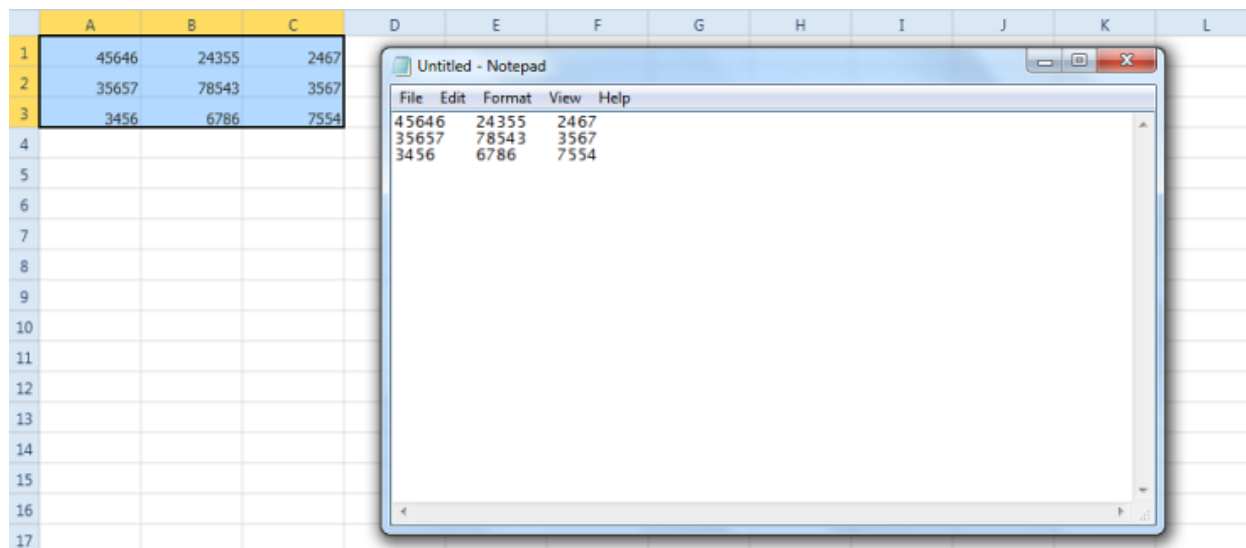 A B C D E F G H I J K L
1 45646 24355 2467
2 35657 78543 3567
3 3456 6786 7554
4
5
6
7
8
9
10
11
12
13
14
15
16
17
Untitled - Notepad
File Edit Format View Help
45646 24355 2467
35657 78543 3567
3456 6786 7554